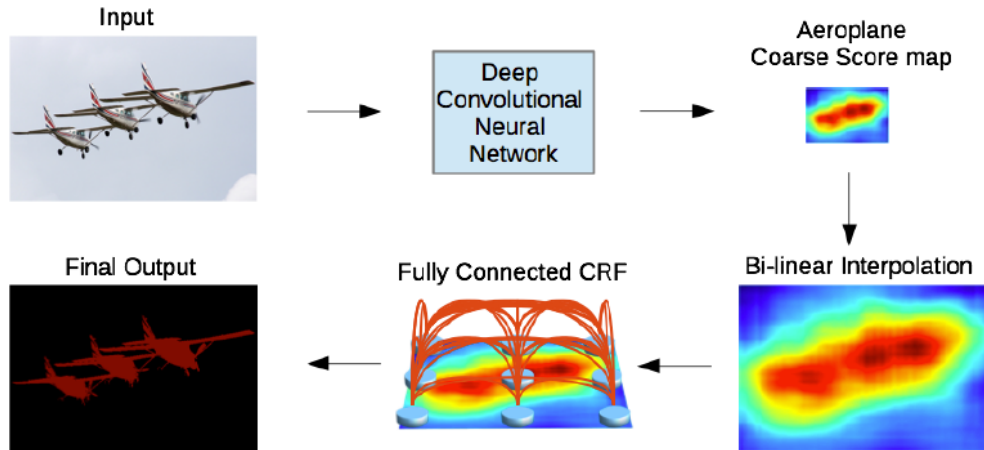 Input
Deep
Convolutional
Neural
Network
Aeroplane
Coarse Score map
Final Output
Fully Connected CRF
Bi-linear Interpolation